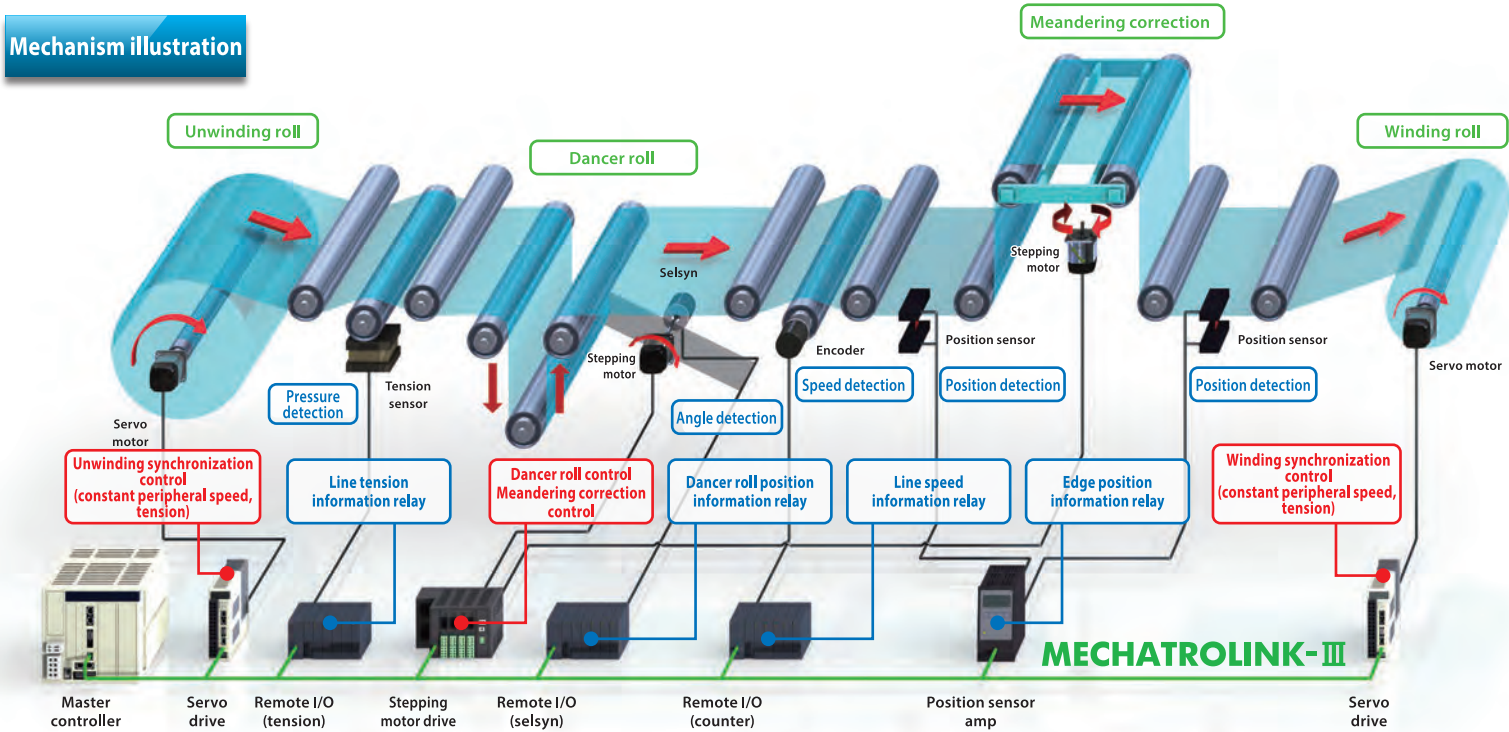 Mechanism illustration
Meandering correction
Unwinding roll
Dancer roll
Winding roll
Selsyn
Stepping
motor
Stepping
motor
Tension
sensor
Encoder
Position sensor
Position sensor
Servo motor
Servo
motor
Pressure
detection
Angle detection
Speed detection
Position detection
Position detection
Unwinding synchronization
control
(constant peripheral speed,
tension)
Line tension
information relay
Dancer roll control
Meandering correction
control
Dancer roll position
information relay
Line speed
information relay
Edge position
information relay
Winding synchronization
control
(constant peripheral speed,
tension)
MECHATROLINK-III
Master
controller
Servo
drive
Remote I/O
(tension)
Stepping
motor drive
Remote I/O
(selsyn)
Remote I/O
(counter)
Position sensor
amp
Servo
drive